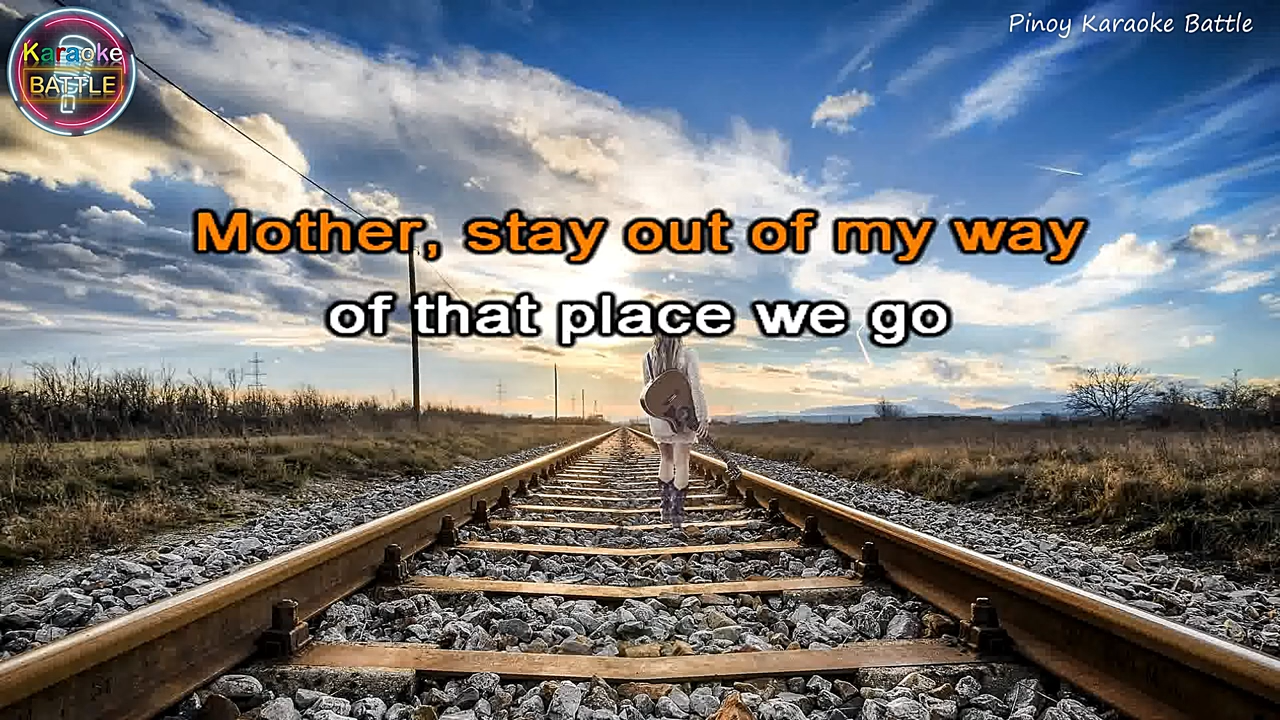 Karaoke
BATTLE
Pinoy Karaoke Battle
Mother, stay out of my way
of that place we go